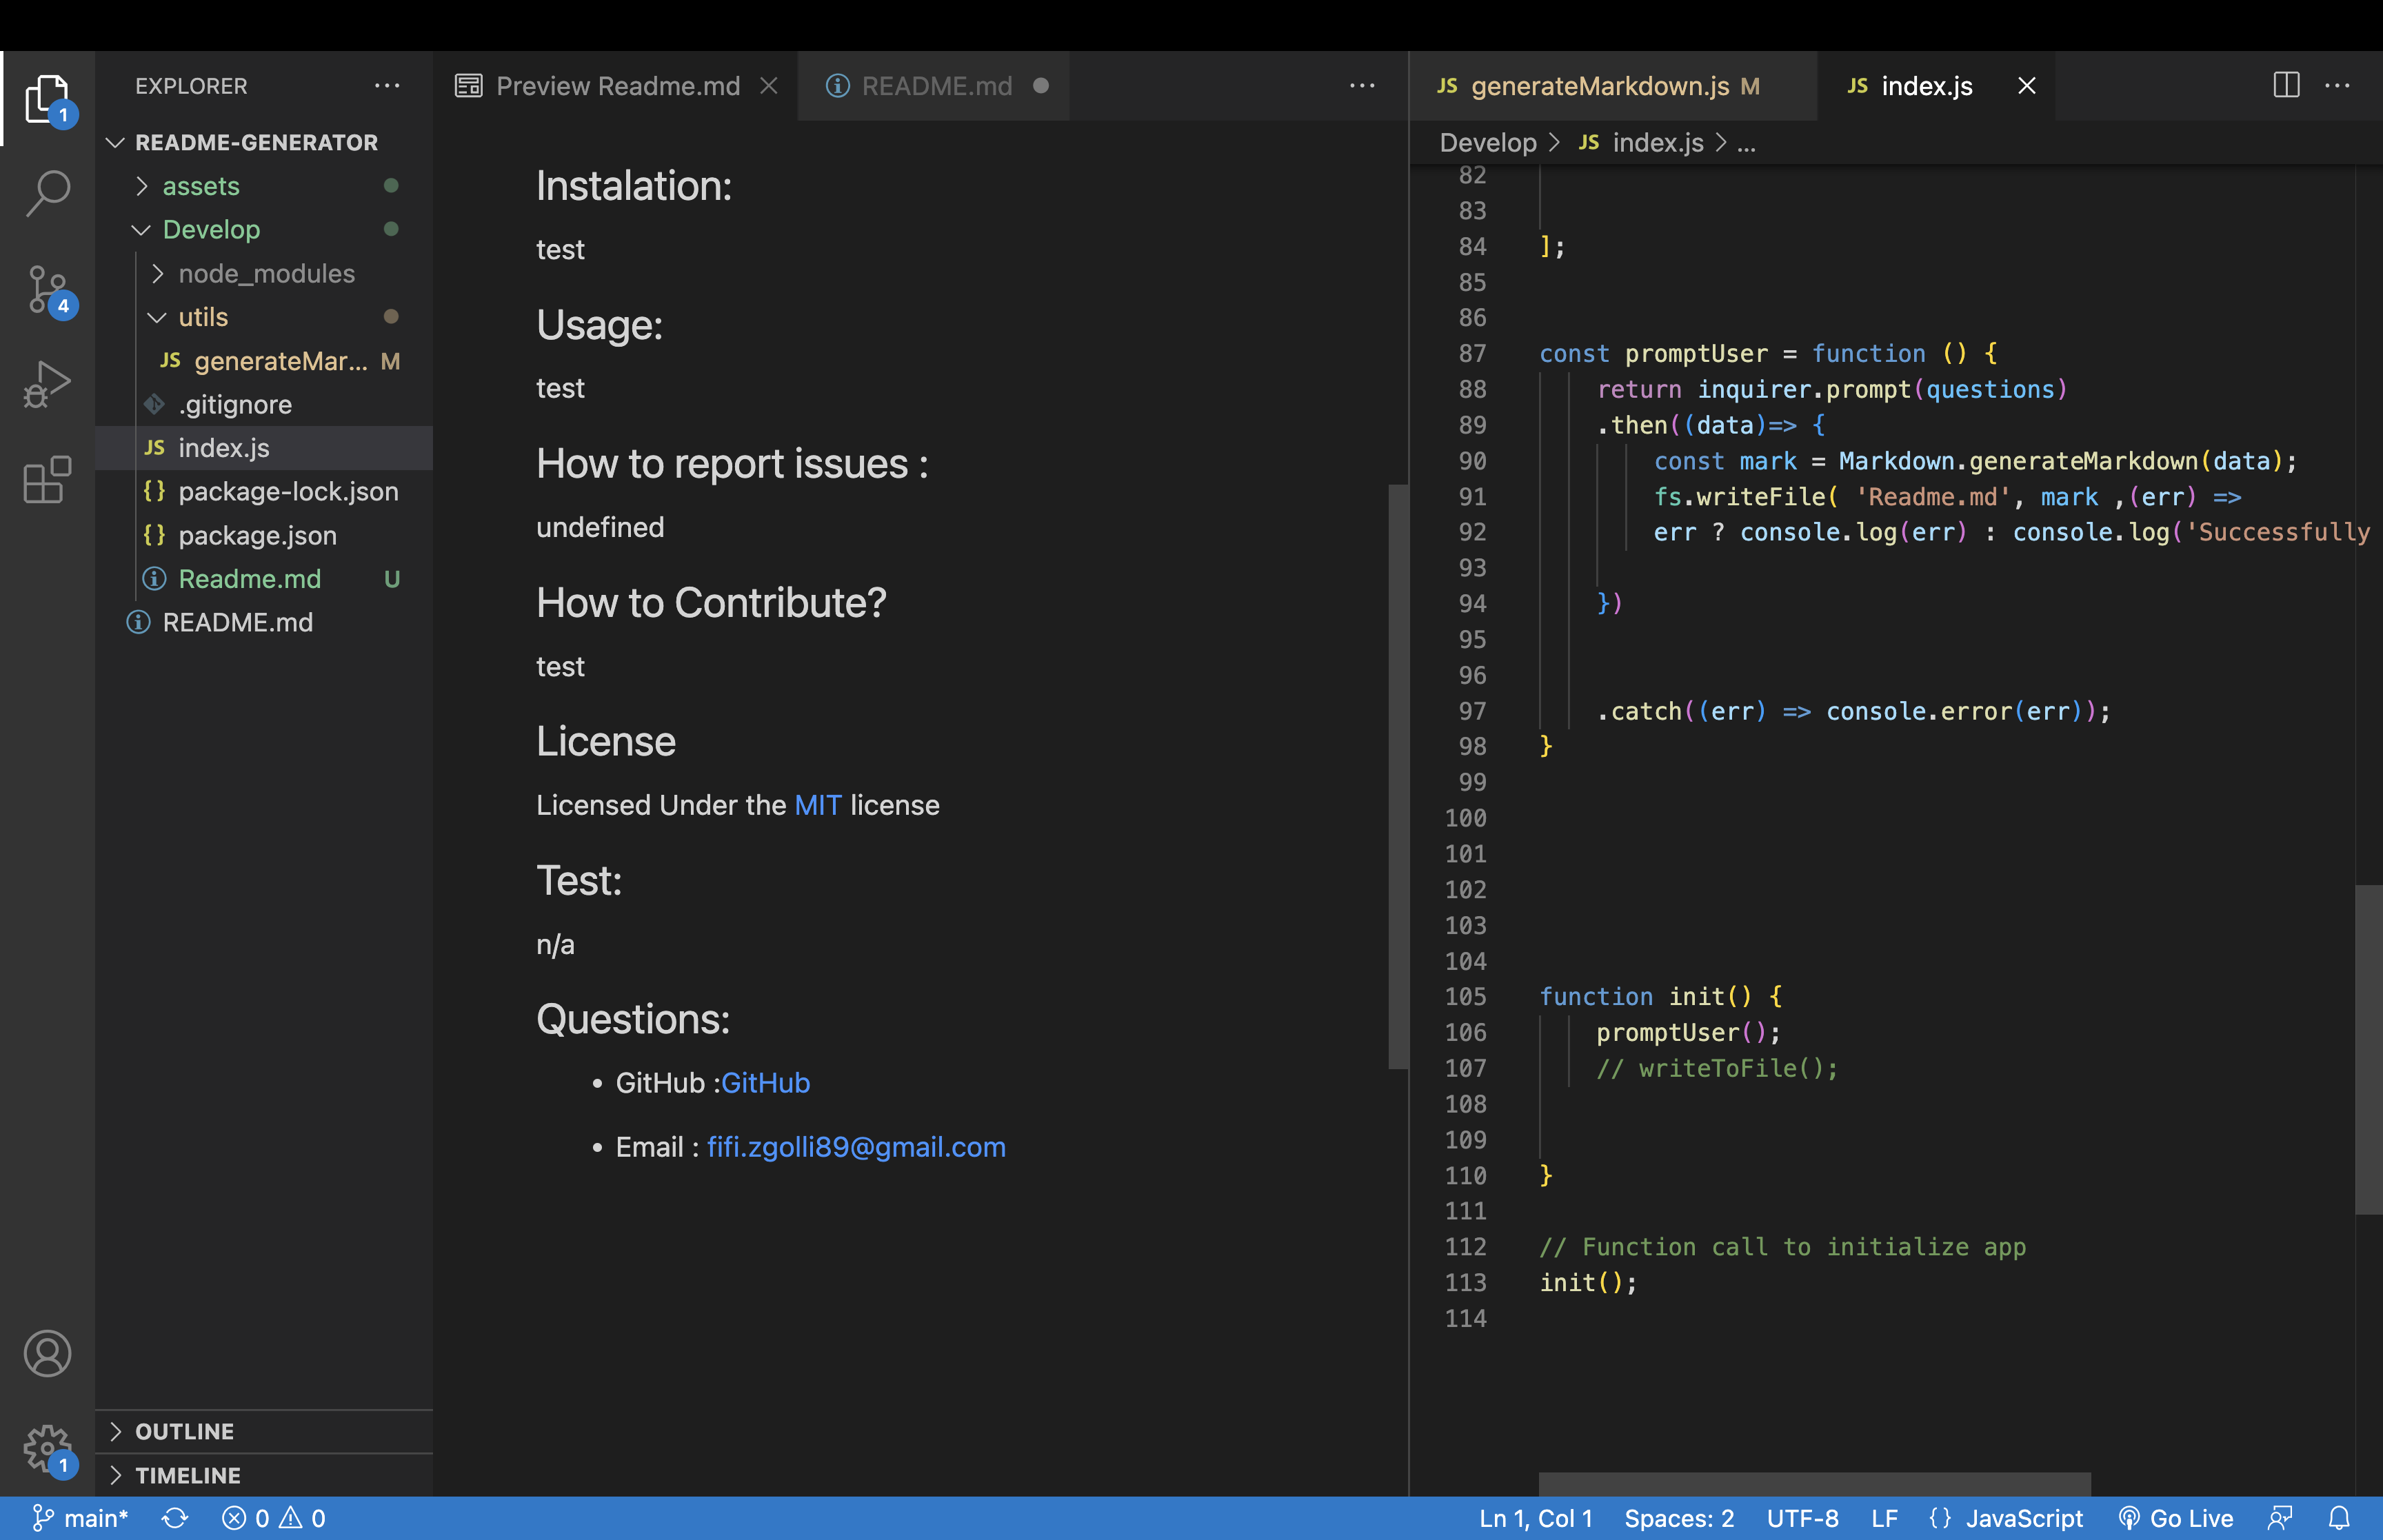 EXPLORER
README-GENERATOR
assets
Develop
node_modules
utils
JS generateMar... M
.gitignore
JS index.js
{} package-lock.json
{} package.json
Readme.md U
README.md
OUTLINE
TIMELINE
1
4
1
Preview Readme.md
README.md
Instalation:
test
Usage:
test
How to report issues :
undefined
How to Contribute?
test
License
Licensed Under the MIT license
Test:
n/a
Questions:
• GitHub :GitHub
• Email : fifi.zgolli89@gmail.com
JS generateMarkdown.js M
JS index.js
Develop > JS index.js > ...
82
83
84 ];
85
86
87 const promptUser = function () {
88 return inquirer.prompt(questions)
89 .then((data)=> {
90 const mark = Markdown.generateMarkdown(data);
91 fs.writeFile( 'Readme.md', mark ,(err) =>
92 err ? console.log(err) : console.log('Successfully
93
94 })
95
96
97 .catch((err) => console.error(err));
98 }
99
100
101
102
103
104
105 function init() {
106 promptUser();
107 // writeToFile();
108
109
110 }
111
112 // Function call to initialize app
113 init();
114
main* 0 0
Ln 1, Col 1 Spaces: 2 UTF-8 LF {} JavaScript Go Live